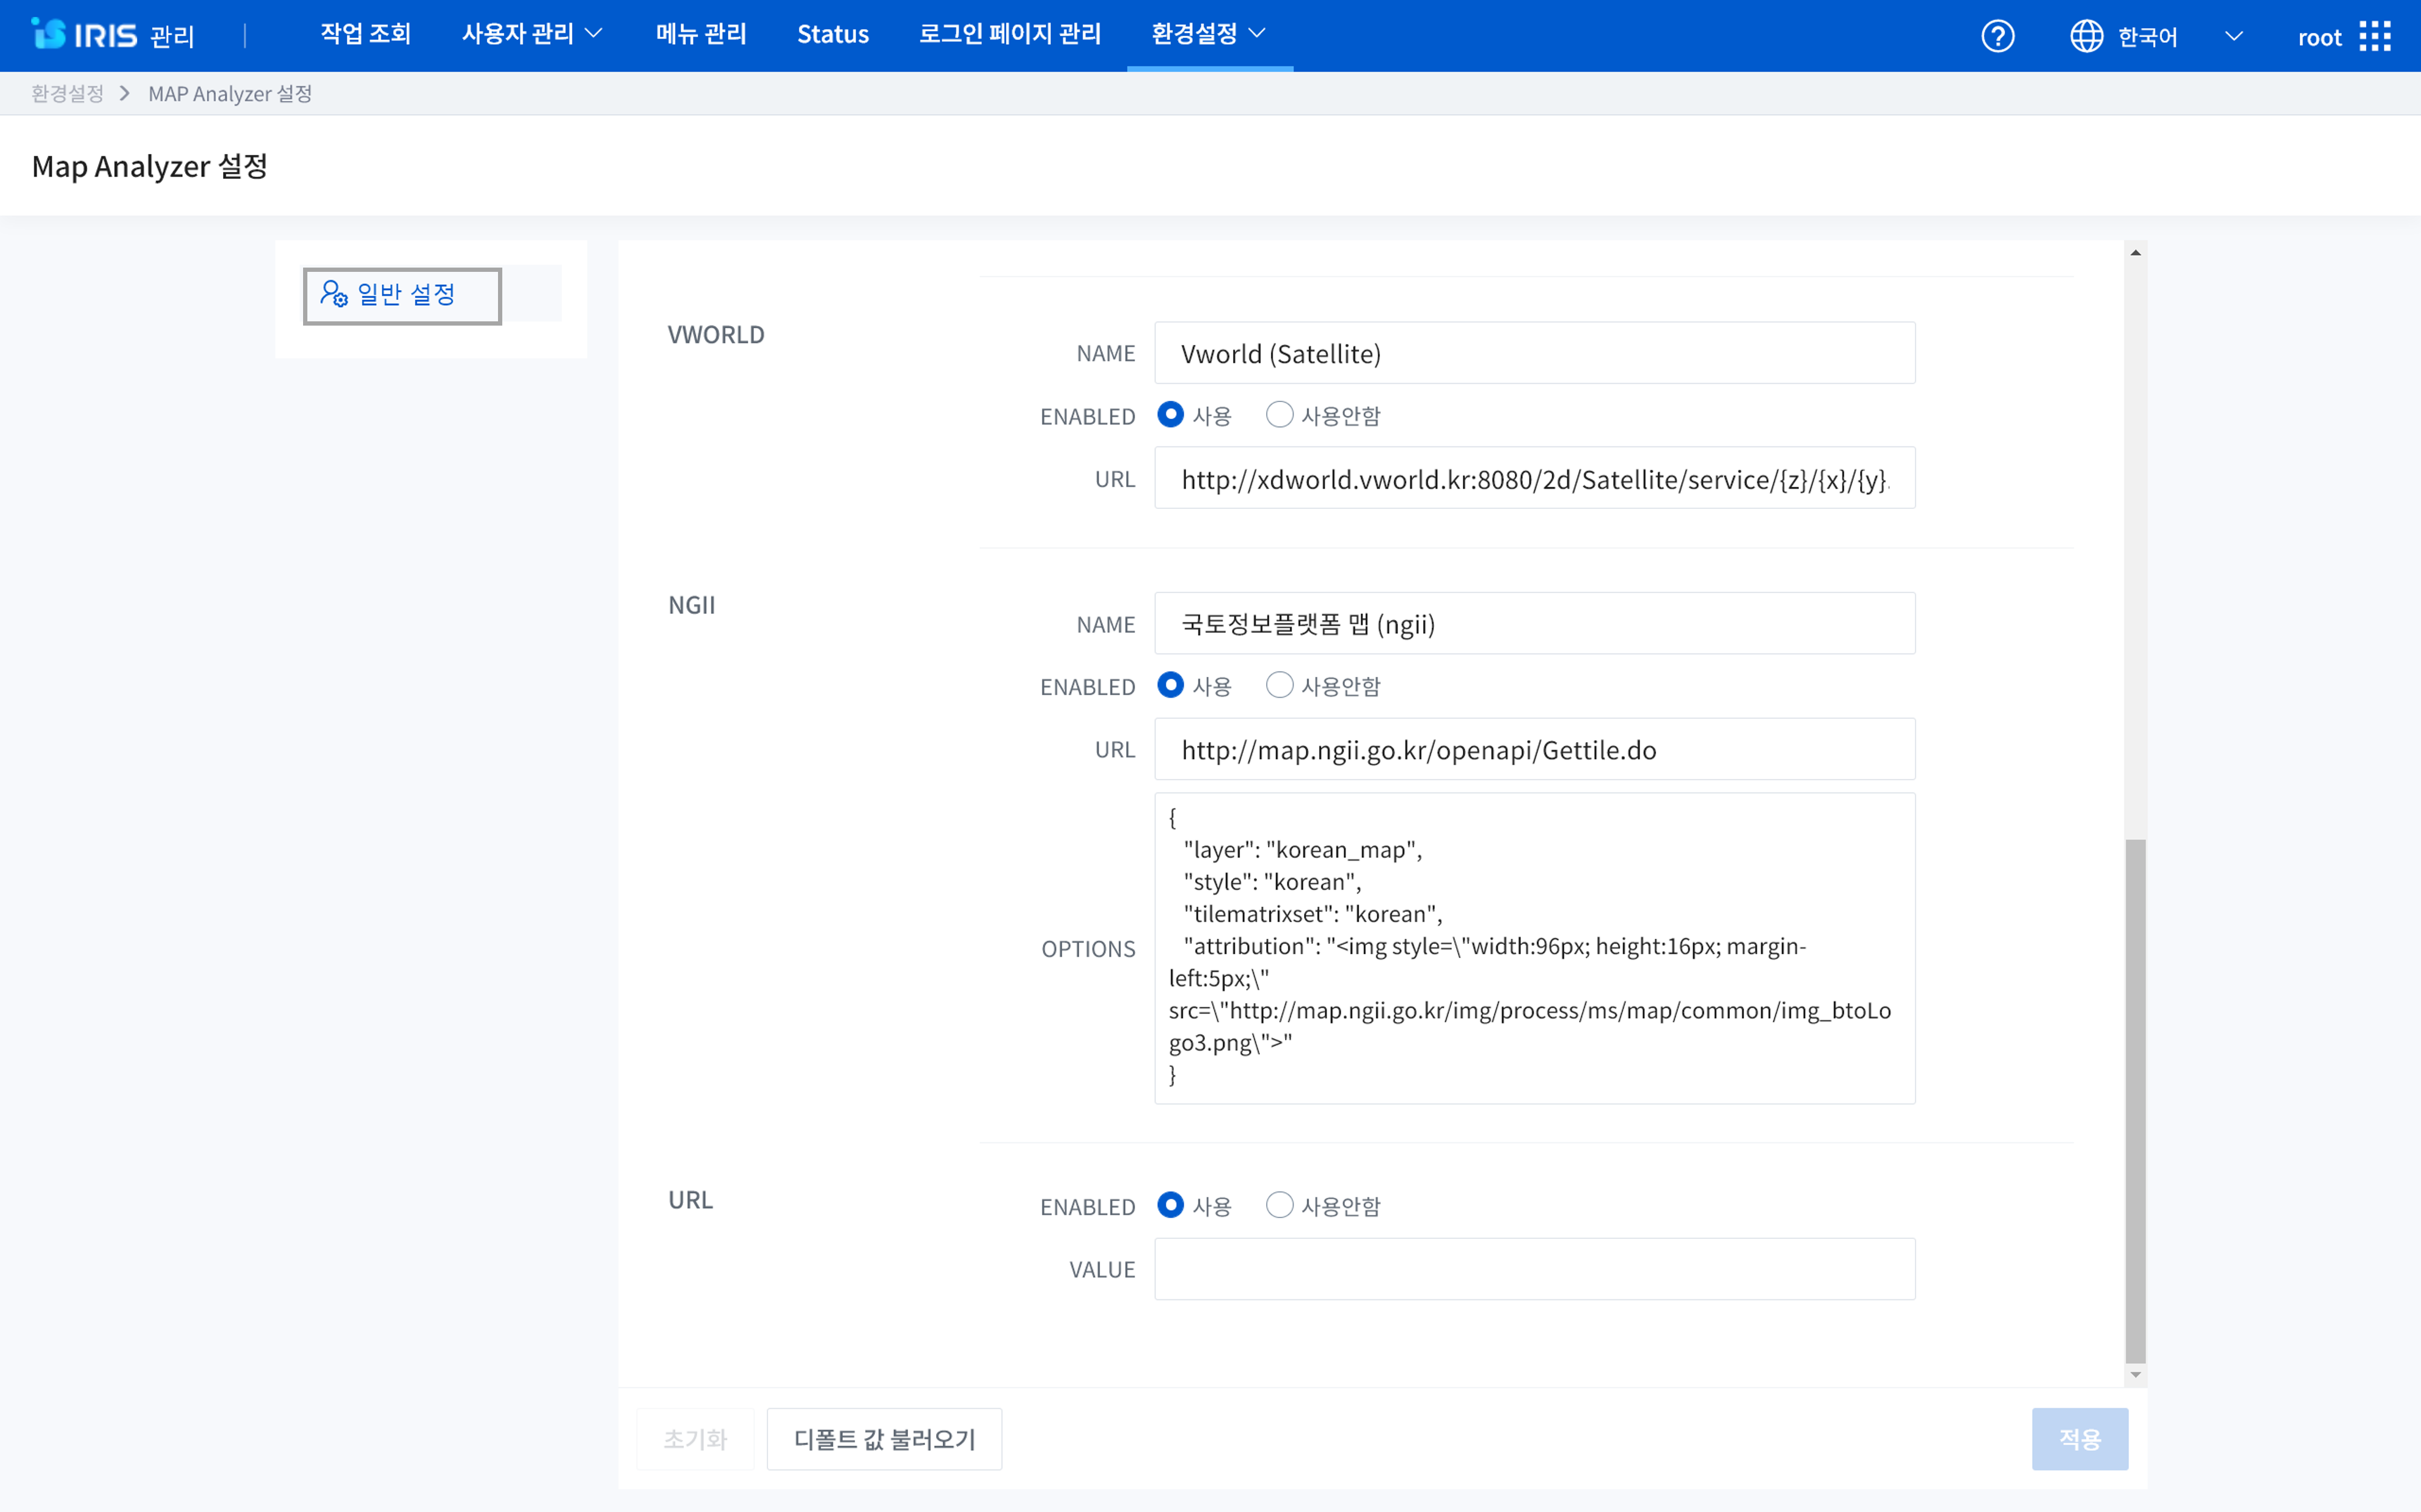 IRIS 관리 | 작업 조회 사용자 관리 메뉴 관리 Status 로그인 페이지 관리 환경설정 ? 한국어 root
환경설정 > MAP Analyzer 설정
Map Analyzer 설정
일반 설정
VWORLD
NAME Vworld (Satellite)
ENABLED 사용 사용안함
URL http://xdworld.vworld.kr:8080/2d/Satellite/service/{z}/{x}/{y}.
NGII
NAME 국토정보플랫폼 맵 (ngii)
ENABLED 사용 사용안함
URL http://map.ngii.go.kr/openapi/Gettile.do
OPTIONS
{
"layer": "korean_map",
"style": "korean",
"tilematrixset": "korean",
"attribution": "<img style=\"width:96px; height:16px; margin-
left:5px;\"
src=\"http://map.ngii.go.kr/img/process/ms/map/common/img_btoLo
go3.png\">"
}
URL
ENABLED 사용 사용안함
VALUE
초기화 디폴트 값 불러오기 적용